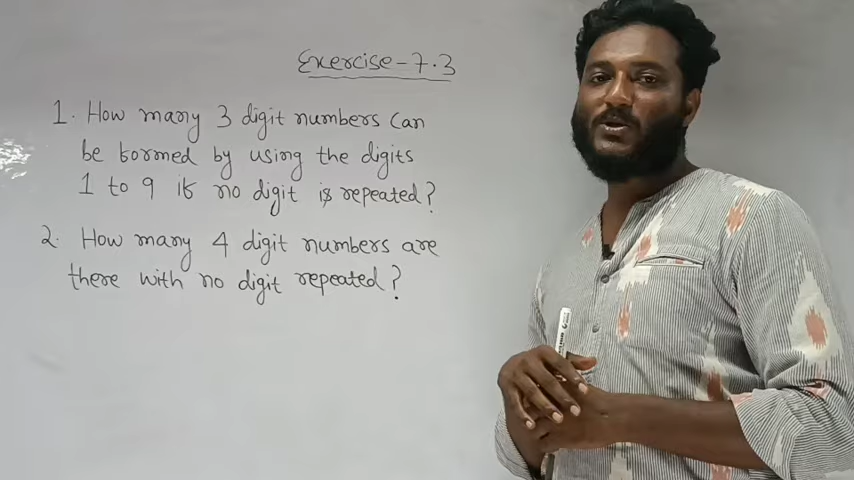 Exercise-7.3
1. How many 3 digit numbers can
be formed by using the digits
1 to 9 if no digit is repeated?
2. How many 4 digit numbers are
there with no digit repeated?